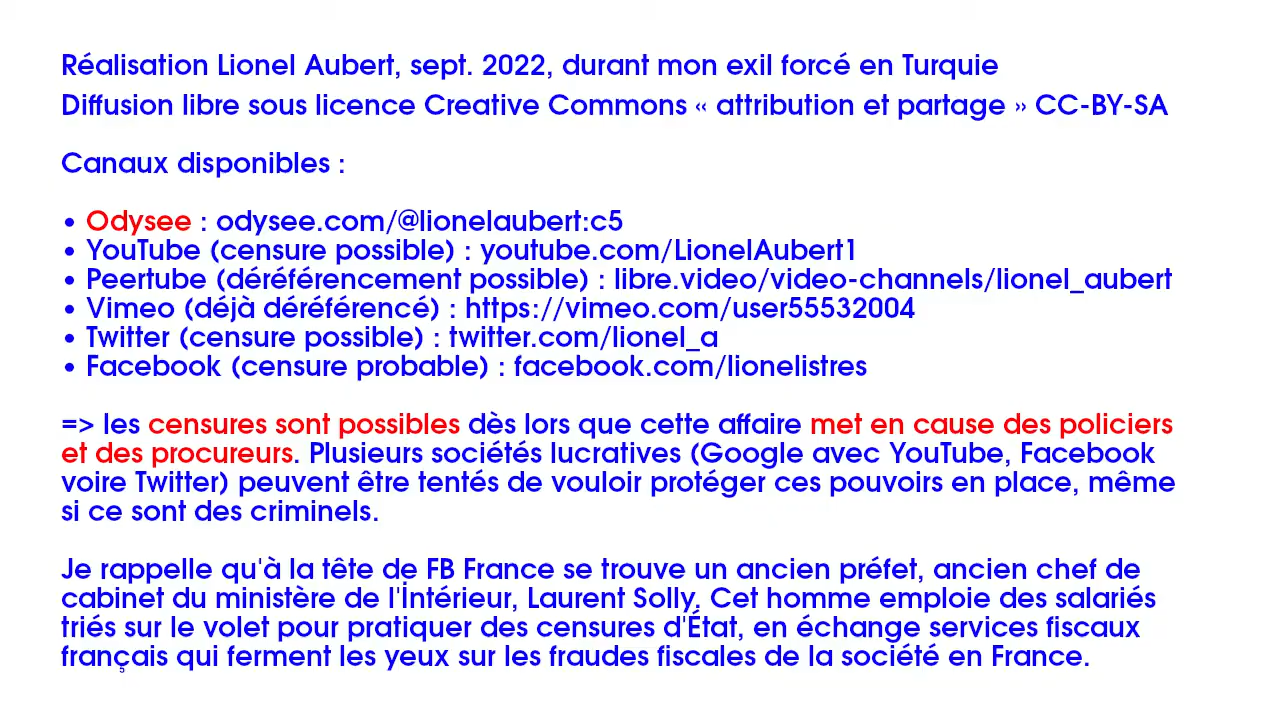 Réalisation Lionel Aubert, sept. 2022, durant mon exil forcé en Turquie
Diffusion libre sous licence Creative Commons « attribution et partage » CC-BY-SA
Canaux disponibles :
• Odysee : odysee.com/@lionelaubert:c5
• YouTube (censure possible) : youtube.com/LionelAubert1
• Peertube (déréférencement possible) : libre.video/video-channels/lionel_aubert
• Vimeo (déjà déréférencé) : https://vimeo.com/user55532004
• Twitter (censure possible) : twitter.com/lionel_a
• Facebook (censure probable) : facebook.com/lionelistres
=> les censures sont possibles dès lors que cette affaire met en cause des policiers
et des procureurs. Plusieurs sociétés lucratives (Google avec YouTube, Facebook
voire Twitter) peuvent être tentés de vouloir protéger ces pouvoirs en place, même
si ce sont des criminels.
Je rappelle qu'à la tête de FB France se trouve un ancien préfet, ancien chef de
cabinet du ministère de l'Intérieur, Laurent Solly. Cet homme emploie des salariés
triés sur le volet pour pratiquer des censures d'État, en échange services fiscaux
français qui ferment les yeux sur les fraudes fiscales de la société en France.